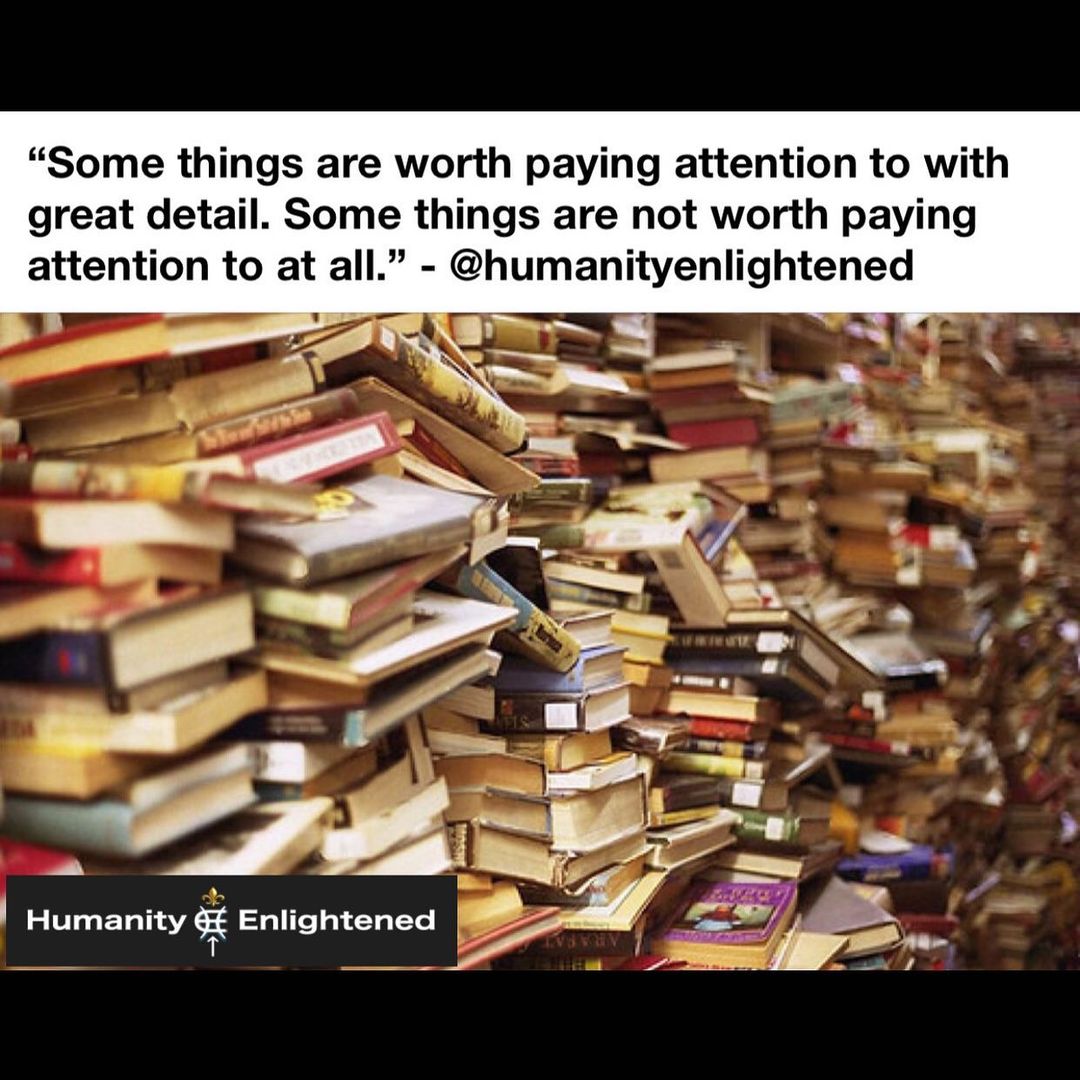 “Some things are worth paying attention to with
great detail. Some things are not worth paying
attention to at all.” - @humanityenlightened
Humanity Enlightened